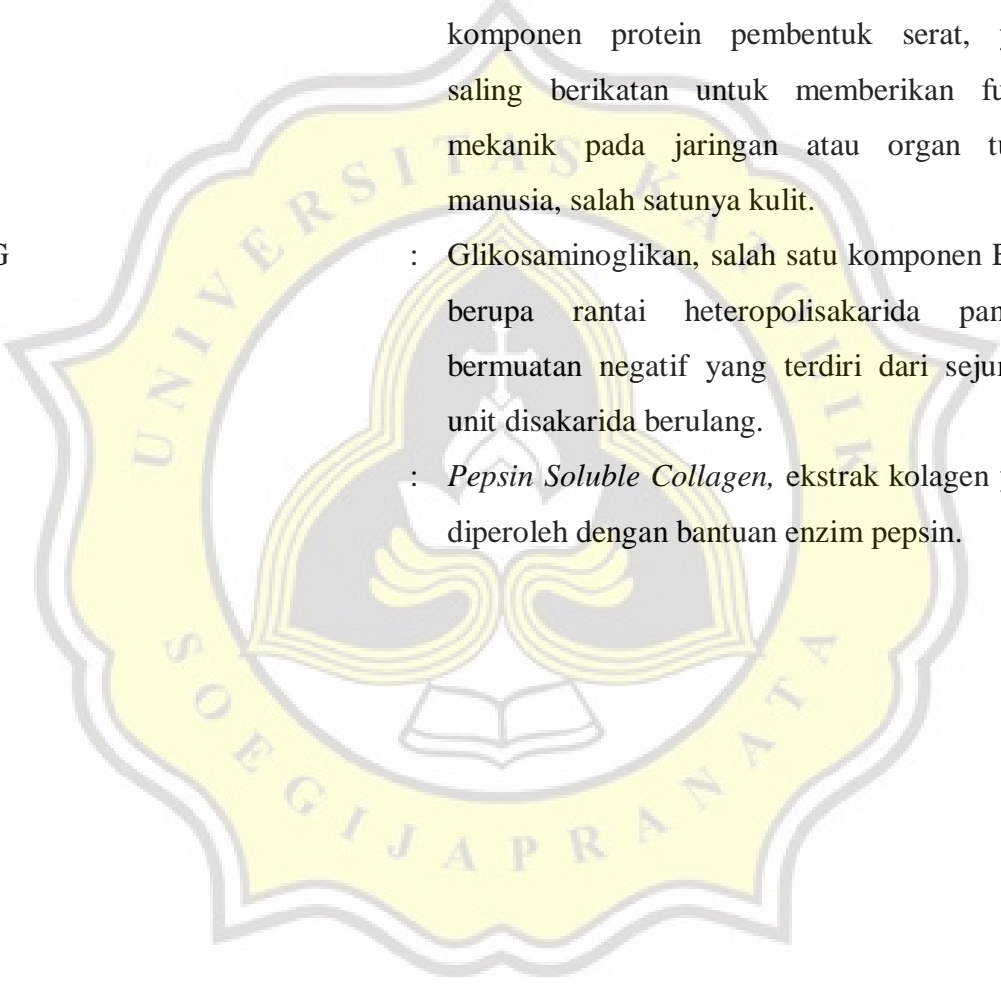 komponen protein pembentuk serat,
saling berikatan untuk memberikan
mekanik pada jaringan atau organ
manusia, salah satunya kulit.
G : Glikosaminoglikan, salah satu komponen
berupa rantai heteropolisakarida
bermuatan negatif yang terdiri dari
unit disakarida berulang.
: Pepsin Soluble Collagen, ekstrak kolagen
diperoleh dengan bantuan enzim pepsin.
UNIVERSITAS KATOLIK
SOEGIJAPRANATA